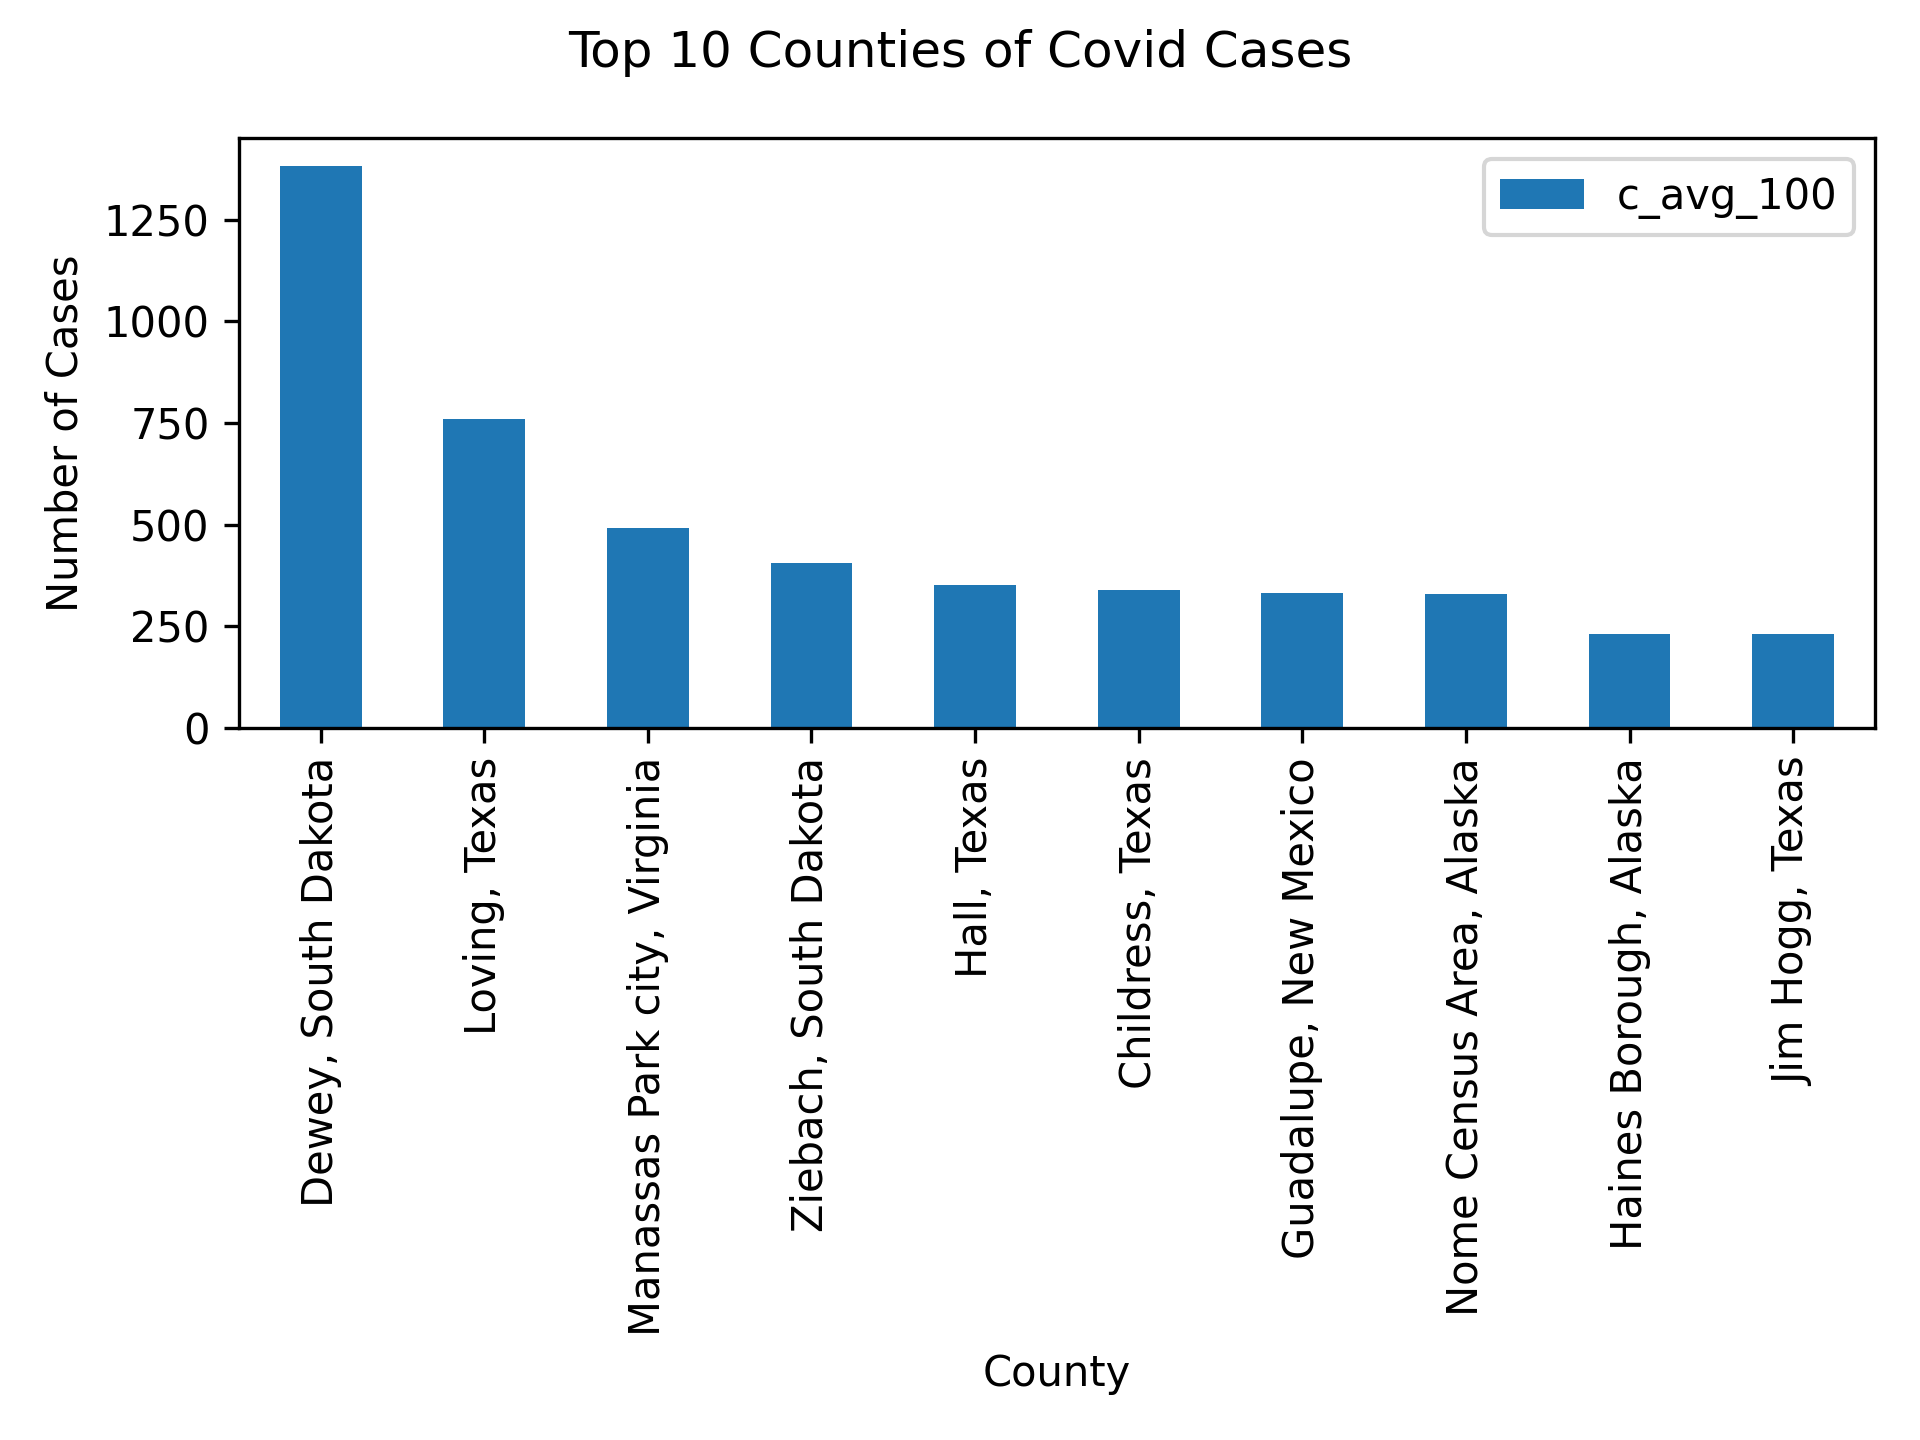 Top 10 Counties of Covid Cases
c_avg_100
Number of Cases
1250
1000
750
500
250
0
Dewey, South Dakota
Loving, Texas
Manassas Park city, Virginia
Ziebach, South Dakota
Hall, Texas
Childress, Texas
Guadalupe, New Mexico
Nome Census Area, Alaska
Haines Borough, Alaska
Jim Hogg, Texas
County